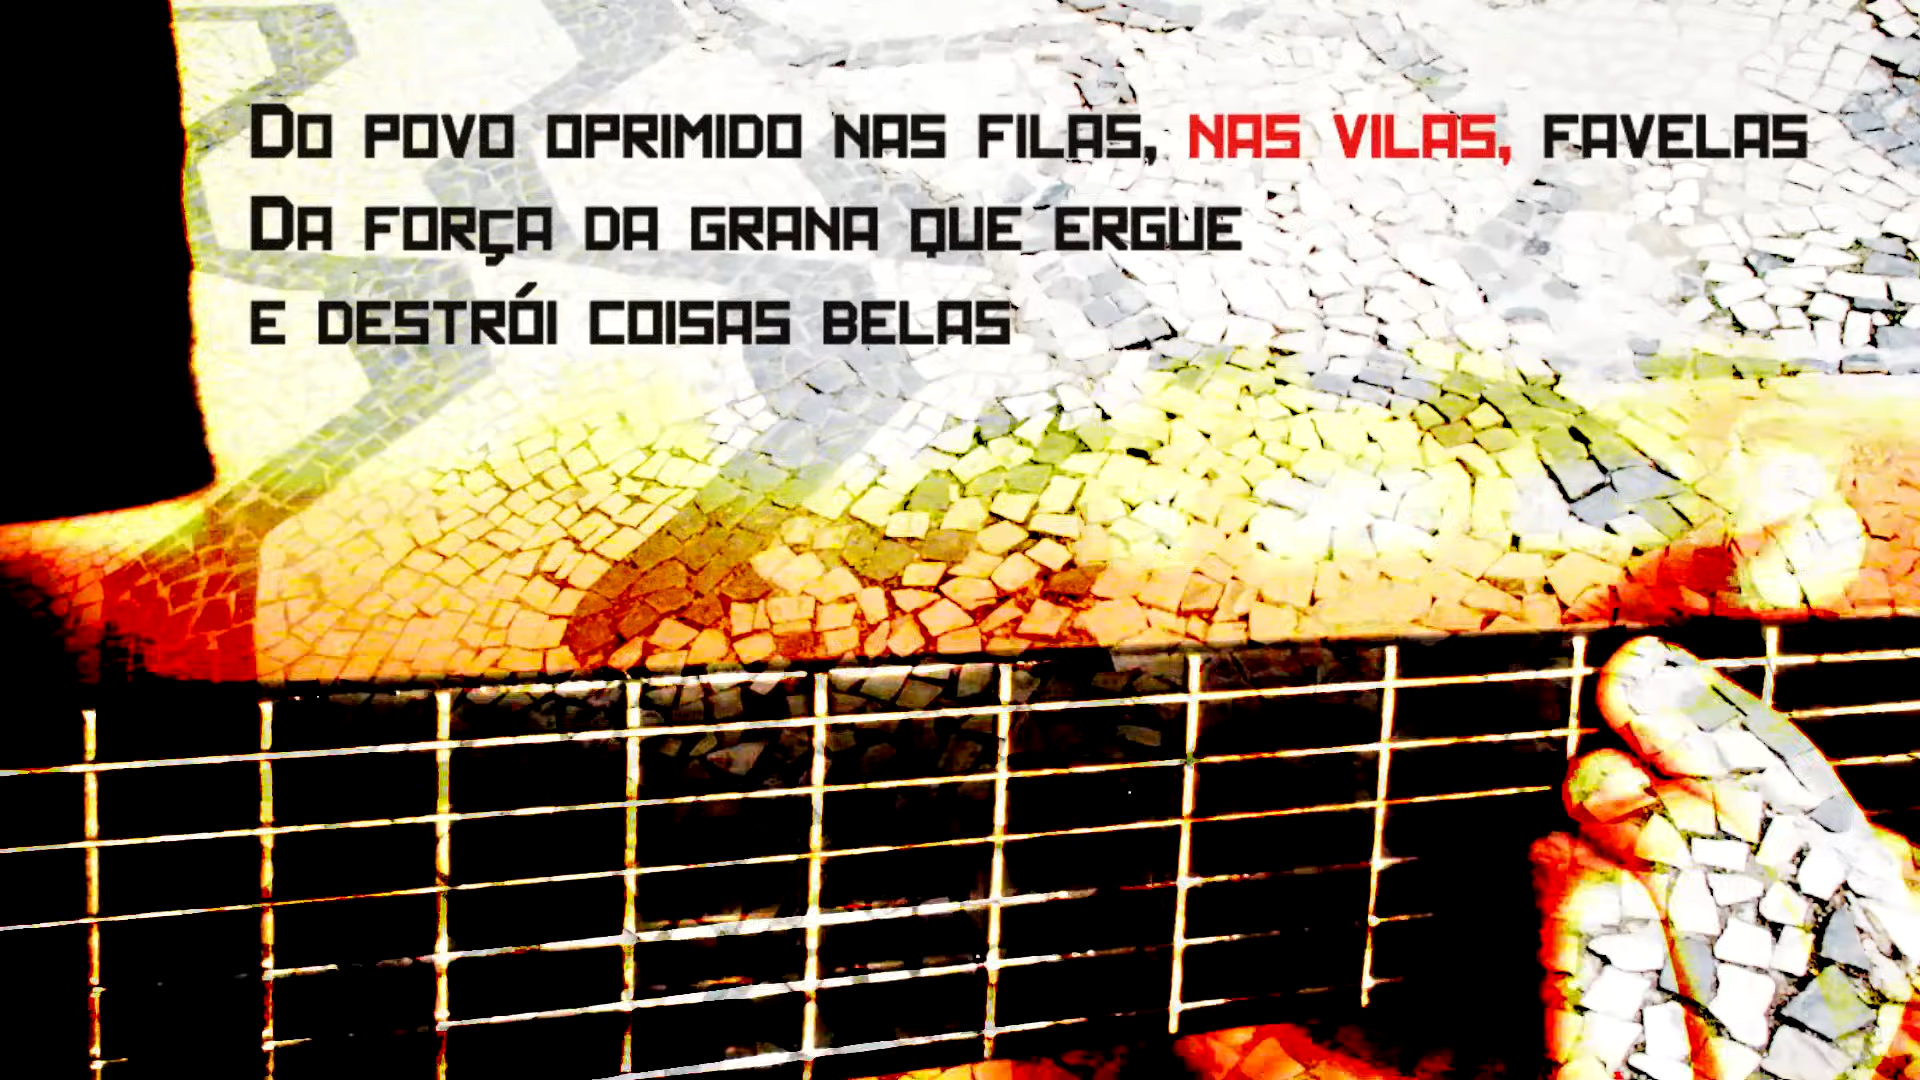 Do povo oprimido nas filas, nas vilas, favelas
Da força da grana que ergue
e destrói coisas belas